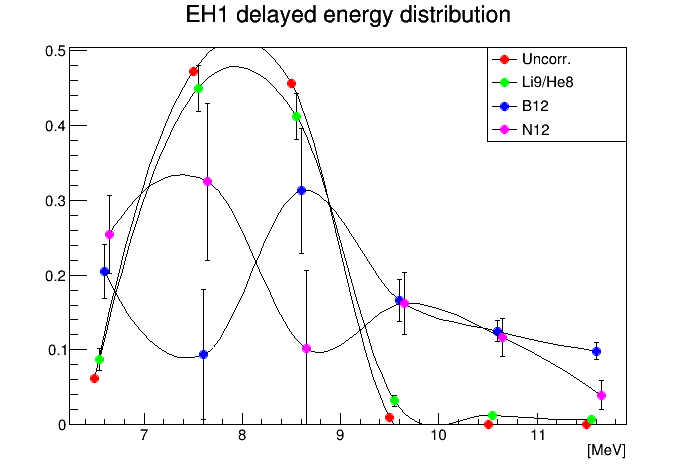 EH1 delayed energy distribution
Uncorr.
Li9/He8
B12
N12
0.5
0.4
0.3
0.2
0.1
0
7 8 9 10 11
[MeV]